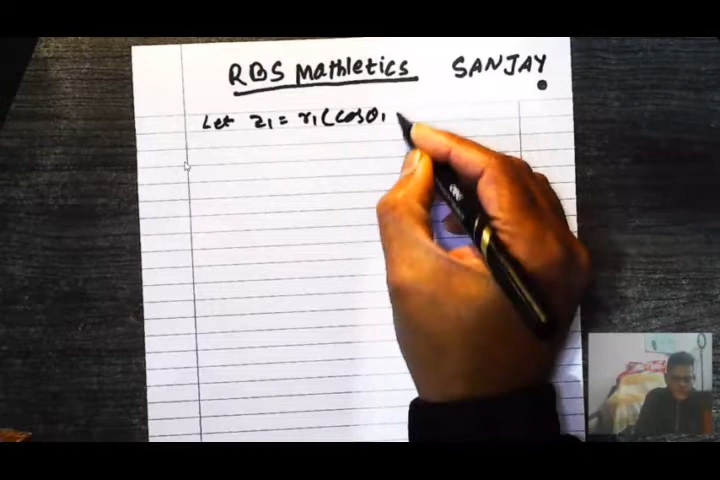 RBS Mathletics SANJAY
Let z₁ = r₁(cosθ₁